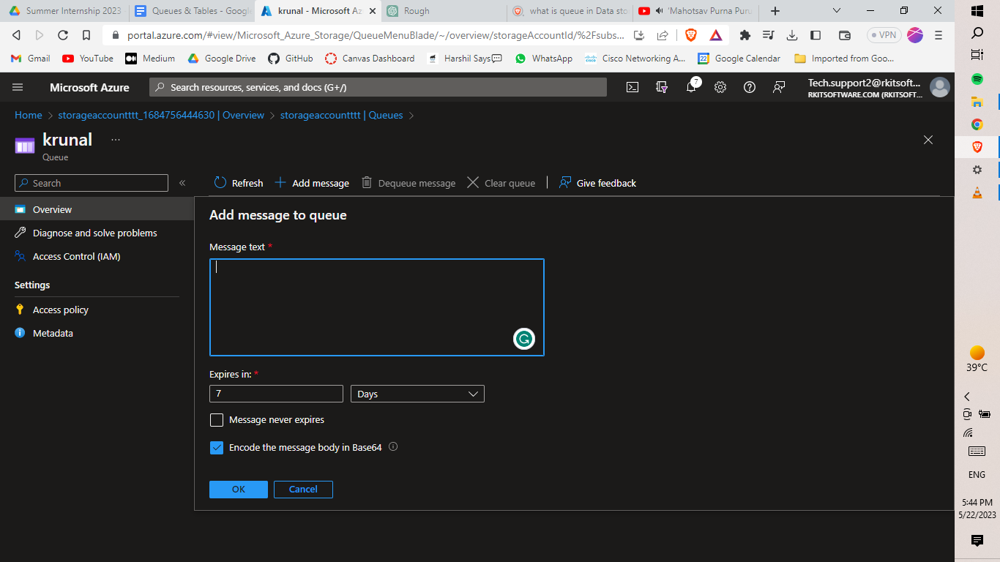 Summer Internship 2023
Queues & Tables - Google
krunal - Microsoft Az
Rough
what is queue in Data sto
'Mahotsav Purna Puru
portal.azure.com/#view/Microsoft_Azure_Storage/QueueMenuBlade/~/overview/storageAccountId/%2Fsubs...
VPN
Gmail
YouTube
Medium
Google Drive
GitHub
Canvas Dashboard
Harshil Says
WhatsApp
Cisco Networking A...
Google Calendar
Imported from Goo...
Microsoft Azure
Search resources, services, and docs (G+/)
7
Tech.support2@rkitsoft...
RKITSOFTWARE.COM (RKITSOFT...
Home > storageaccountttt_1684756444630 | Overview > storageaccountttt | Queues >
krunal ...
Queue
Search
«
Refresh
Add message
Dequeue message
Clear queue
Give feedback
Overview
Diagnose and solve problems
Access Control (IAM)
Settings
Access policy
Metadata
Add message to queue
Message text *
Expires in: *
7
Days
Message never expires
Encode the message body in Base64
OK
Cancel
39°C
ENG
5:44 PM
5/22/2023